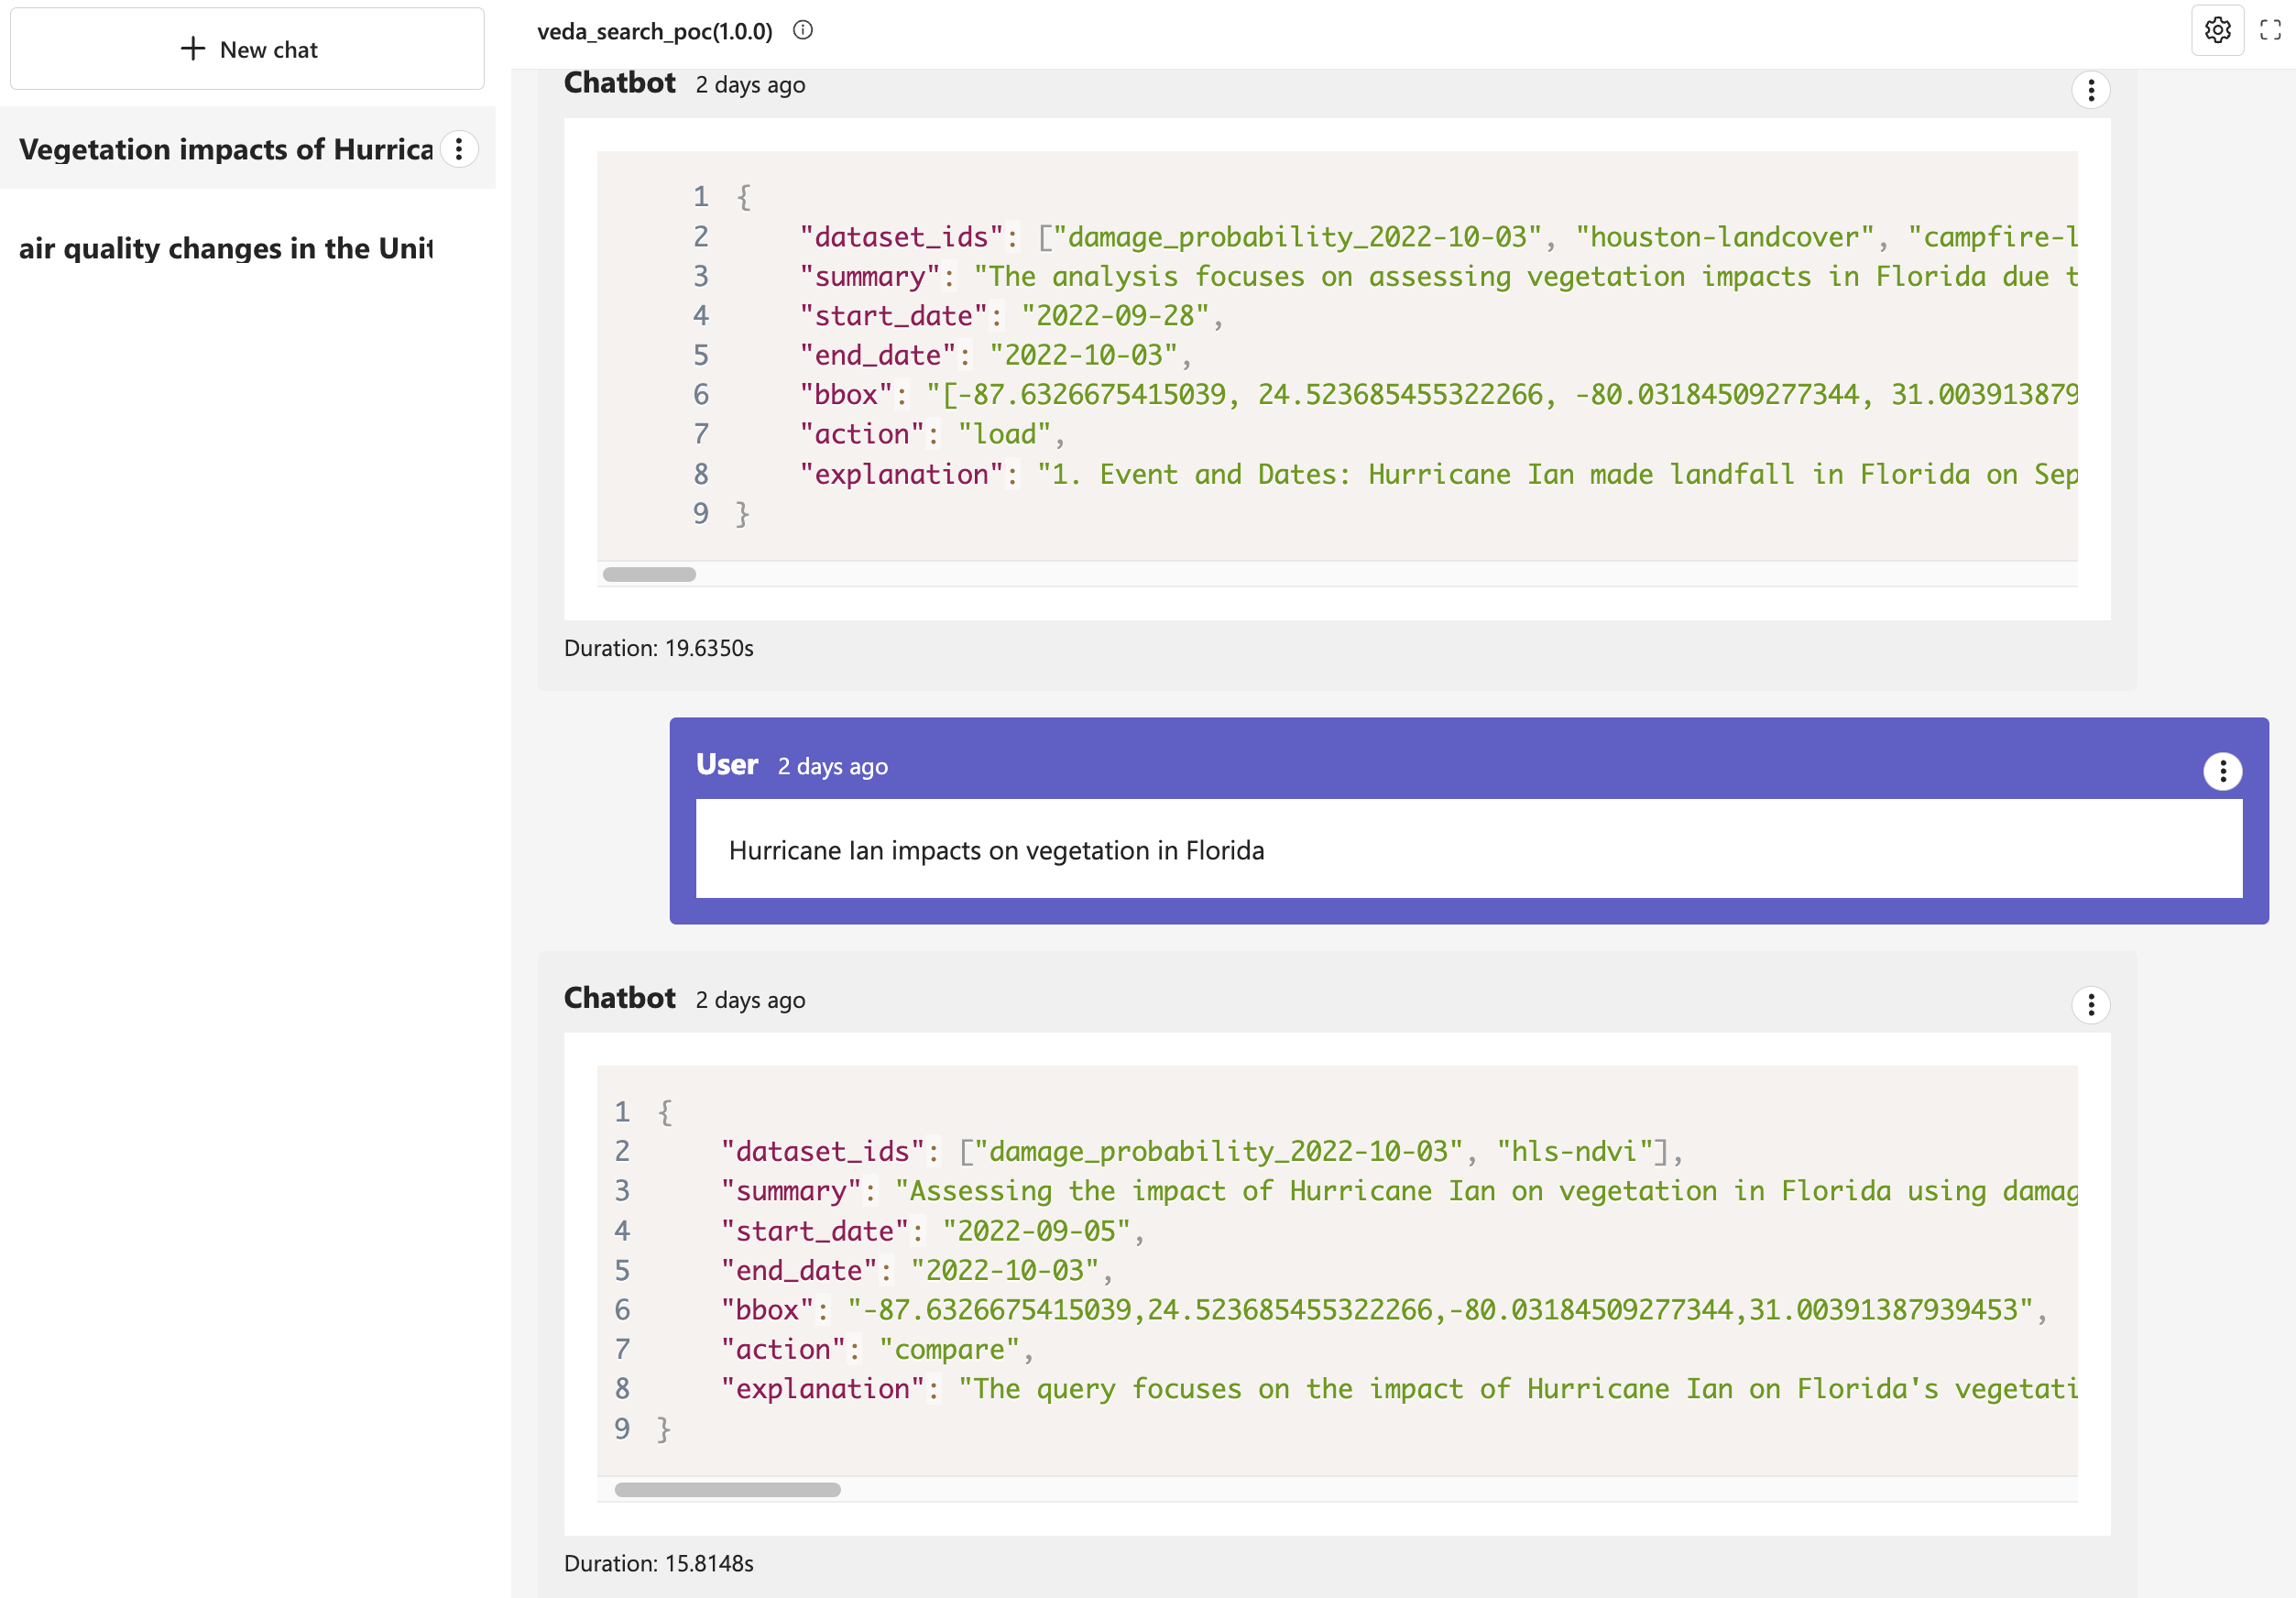 New chat
Vegetation impacts of Hurrica
air quality changes in the Unit
veda_search_poc(1.0.0)
Chatbot 2 days ago
1 {
2 "dataset_ids": ["damage_probability_2022-10-03", "houston-landcover", "campfire-l
3 "summary": "The analysis focuses on assessing vegetation impacts in Florida due t
4 "start_date": "2022-09-28",
5 "end_date": "2022-10-03",
6 "bbox": "[-87.6326675415039, 24.523685455322266, -80.03184509277344, 31.003913879
7 "action": "load",
8 "explanation": "1. Event and Dates: Hurricane Ian made landfall in Florida on Sep
9 }
Duration: 19.6350s
User 2 days ago
Hurricane Ian impacts on vegetation in Florida
Chatbot 2 days ago
1 {
2 "dataset_ids": ["damage_probability_2022-10-03", "hls-ndvi"],
3 "summary": "Assessing the impact of Hurricane Ian on vegetation in Florida using damag
4 "start_date": "2022-09-05",
5 "end_date": "2022-10-03",
6 "bbox": "-87.6326675415039,24.523685455322266,-80.03184509277344,31.00391387939453",
7 "action": "compare",
8 "explanation": "The query focuses on the impact of Hurricane Ian on Florida's vegetati
9 }
Duration: 15.8148s